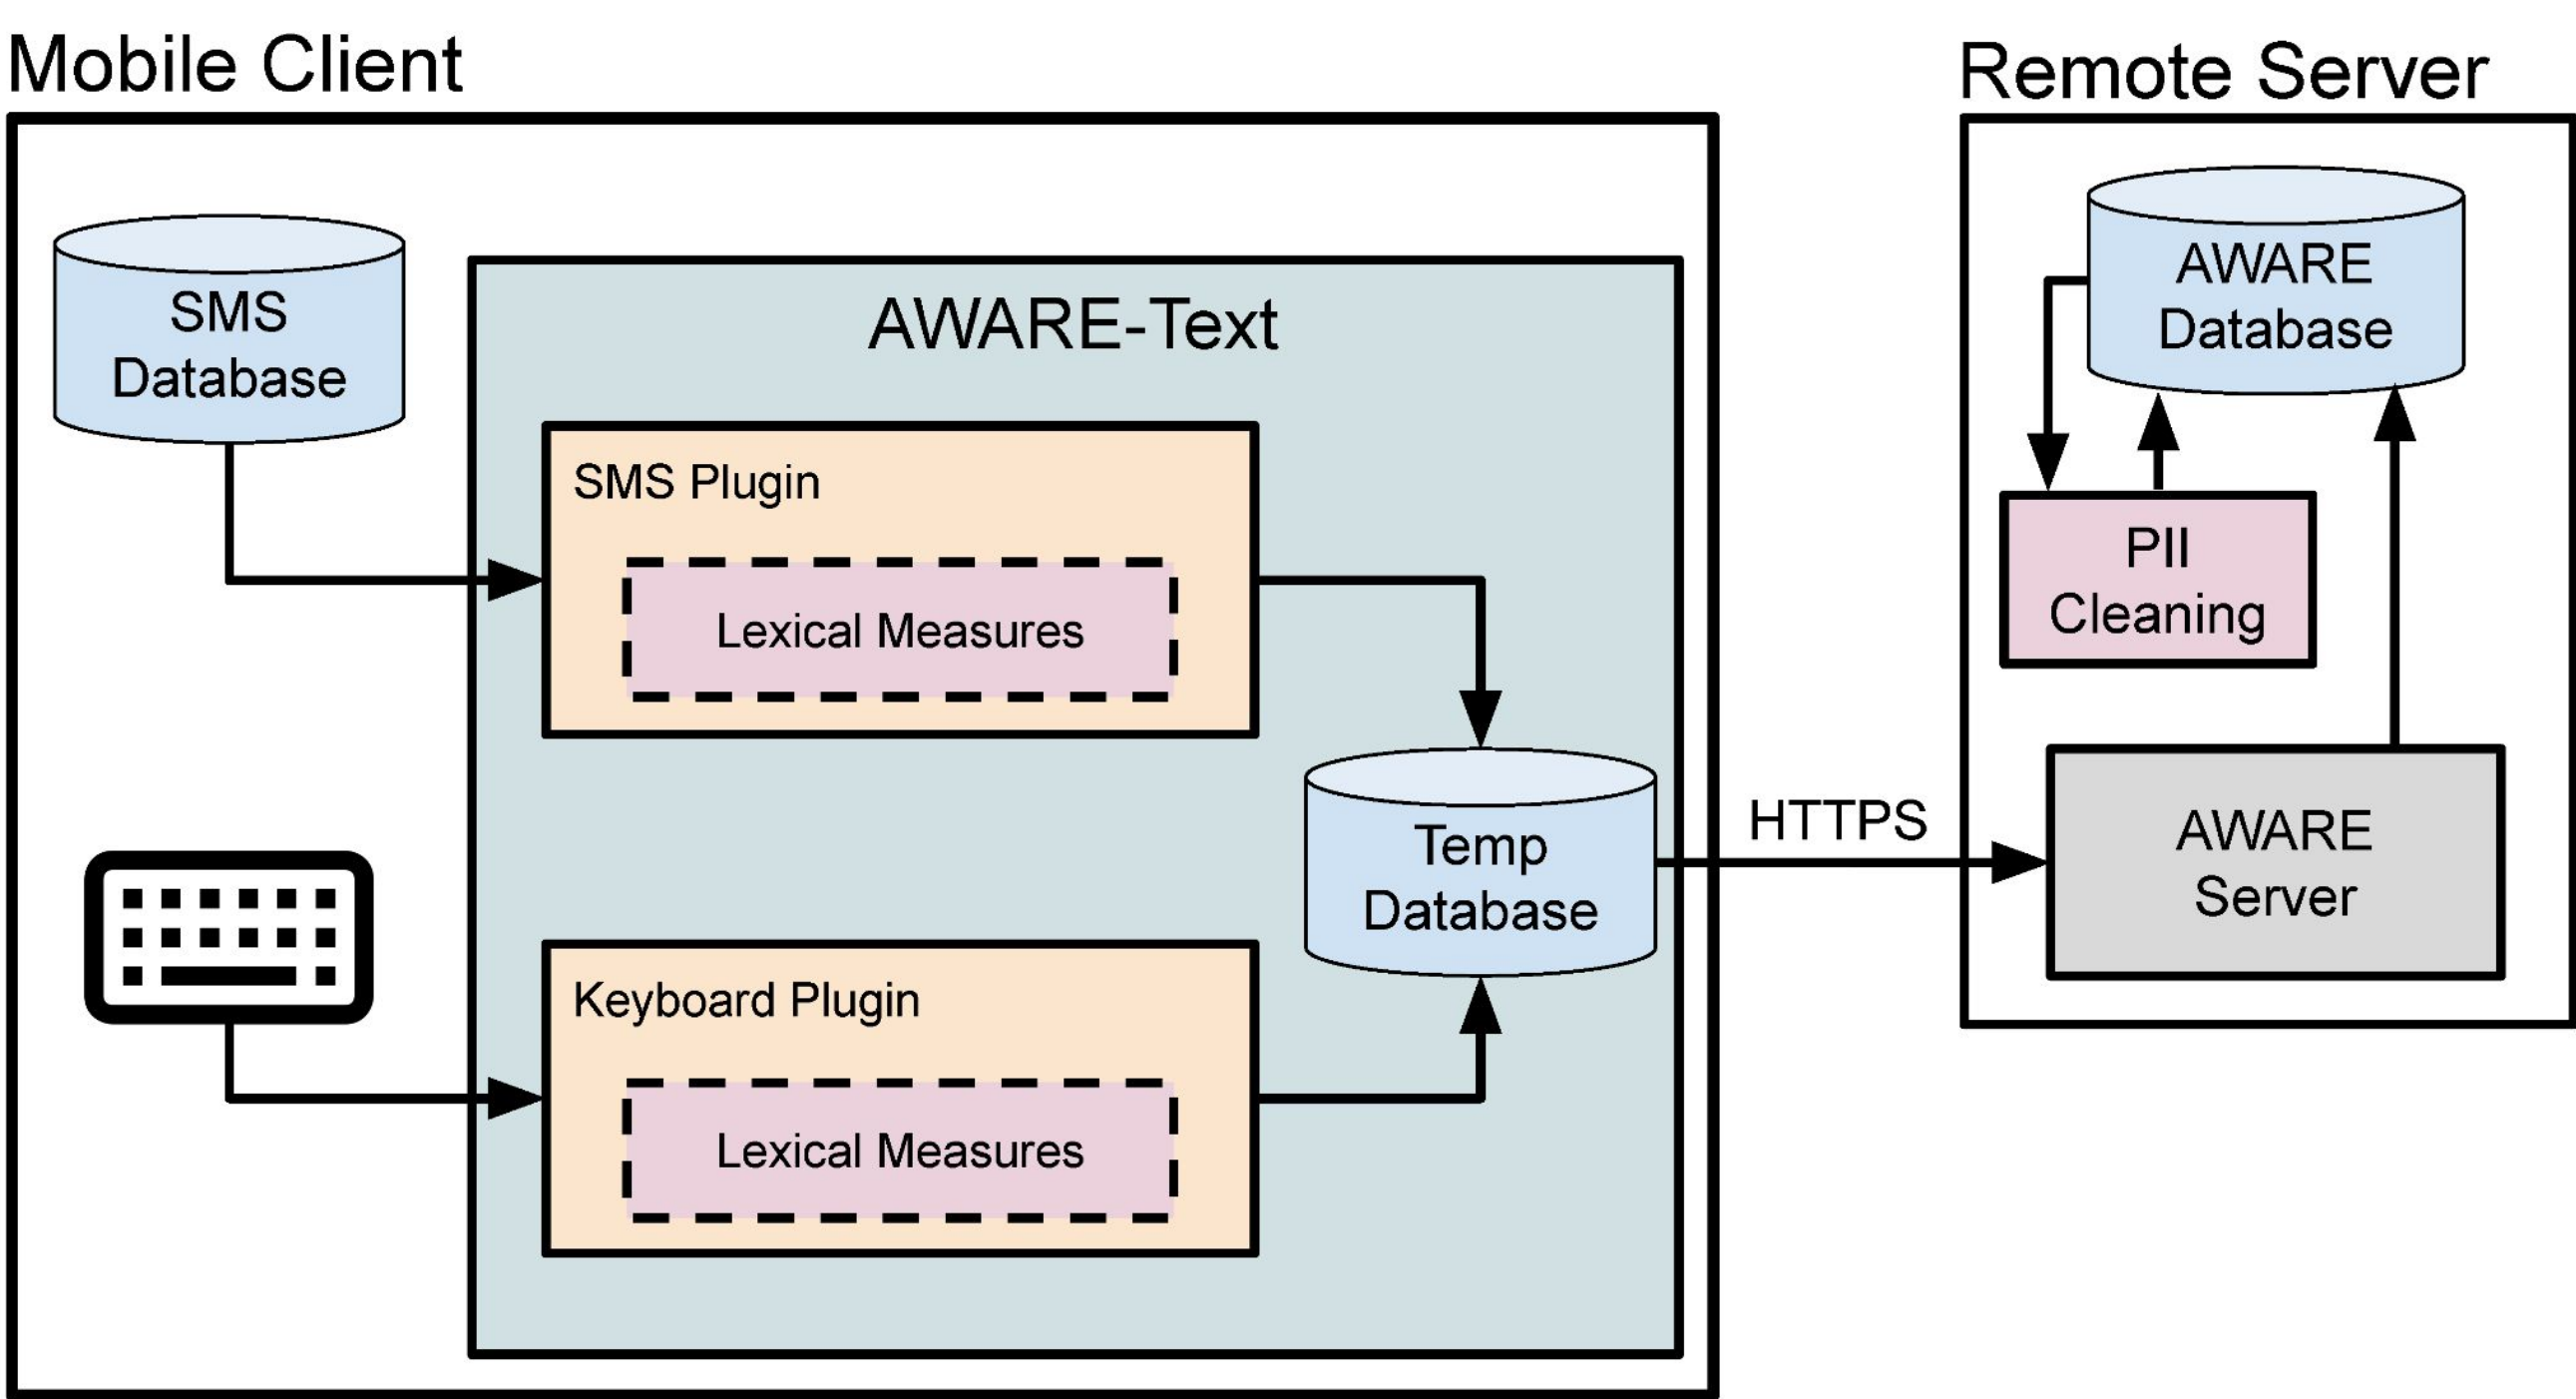 Mobile Client
SMS
Database
AWARE-Text
SMS Plugin
Lexical Measures
Keyboard Plugin
Lexical Measures
Temp
Database
HTTPS
Remote Server
AWARE
Database
PII
Cleaning
AWARE
Server